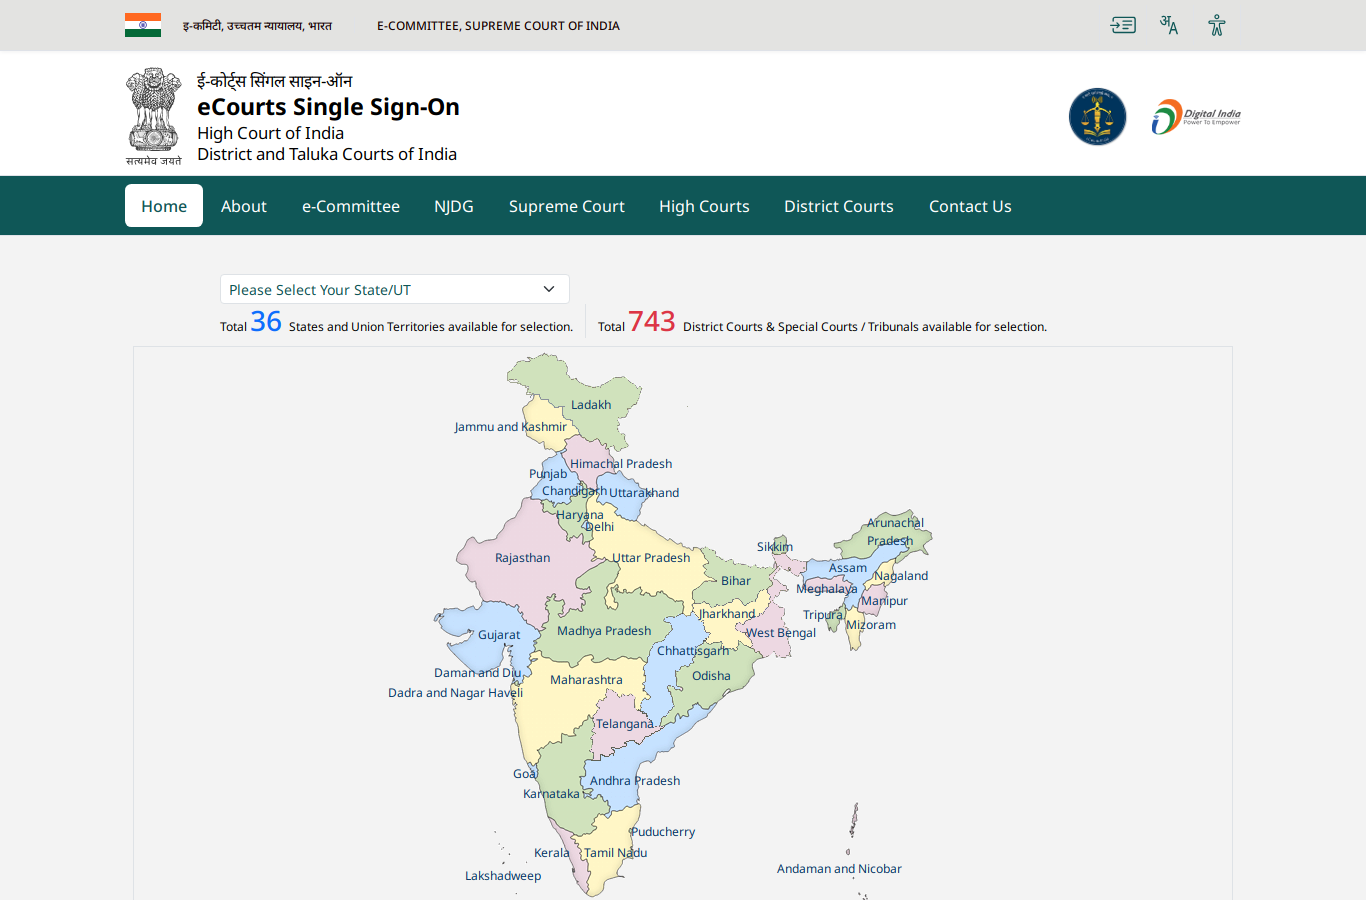 इ-कमिटी, उच्चतम न्यायालय, भारत
E-COMMITTEE, SUPREME COURT OF INDIA
अ A
ई-कोर्ट्स सिंगल साइन-ऑन
eCourts Single Sign-On
High Court of India
District and Taluka Courts of India
सत्यमेव जयते
Digital India
Power To Empower
Home About e-Committee NJDG Supreme Court High Courts District Courts Contact Us
Please Select Your State/UT
Total 36 States and Union Territories available for selection.
Total 743 District Courts & Special Courts / Tribunals available for selection.
Ladakh
Jammu and Kashmir
Himachal Pradesh
Punjab
Chandigarh
Uttarakhand
Haryana
Delhi
Arunachal
Pradesh
Sikkim
Rajasthan
Uttar Pradesh
Assam
Nagaland
Bihar
Meghalaya
Manipur
Jharkhand
Tripura
Mizoram
Gujarat
Madhya Pradesh
West Bengal
Chhattisgarh
Daman and Diu
Maharashtra
Odisha
Dadra and Nagar Haveli
Telangana
Goa
Andhra Pradesh
Karnataka
Puducherry
Kerala
Tamil Nadu
Lakshadweep
Andaman and Nicobar